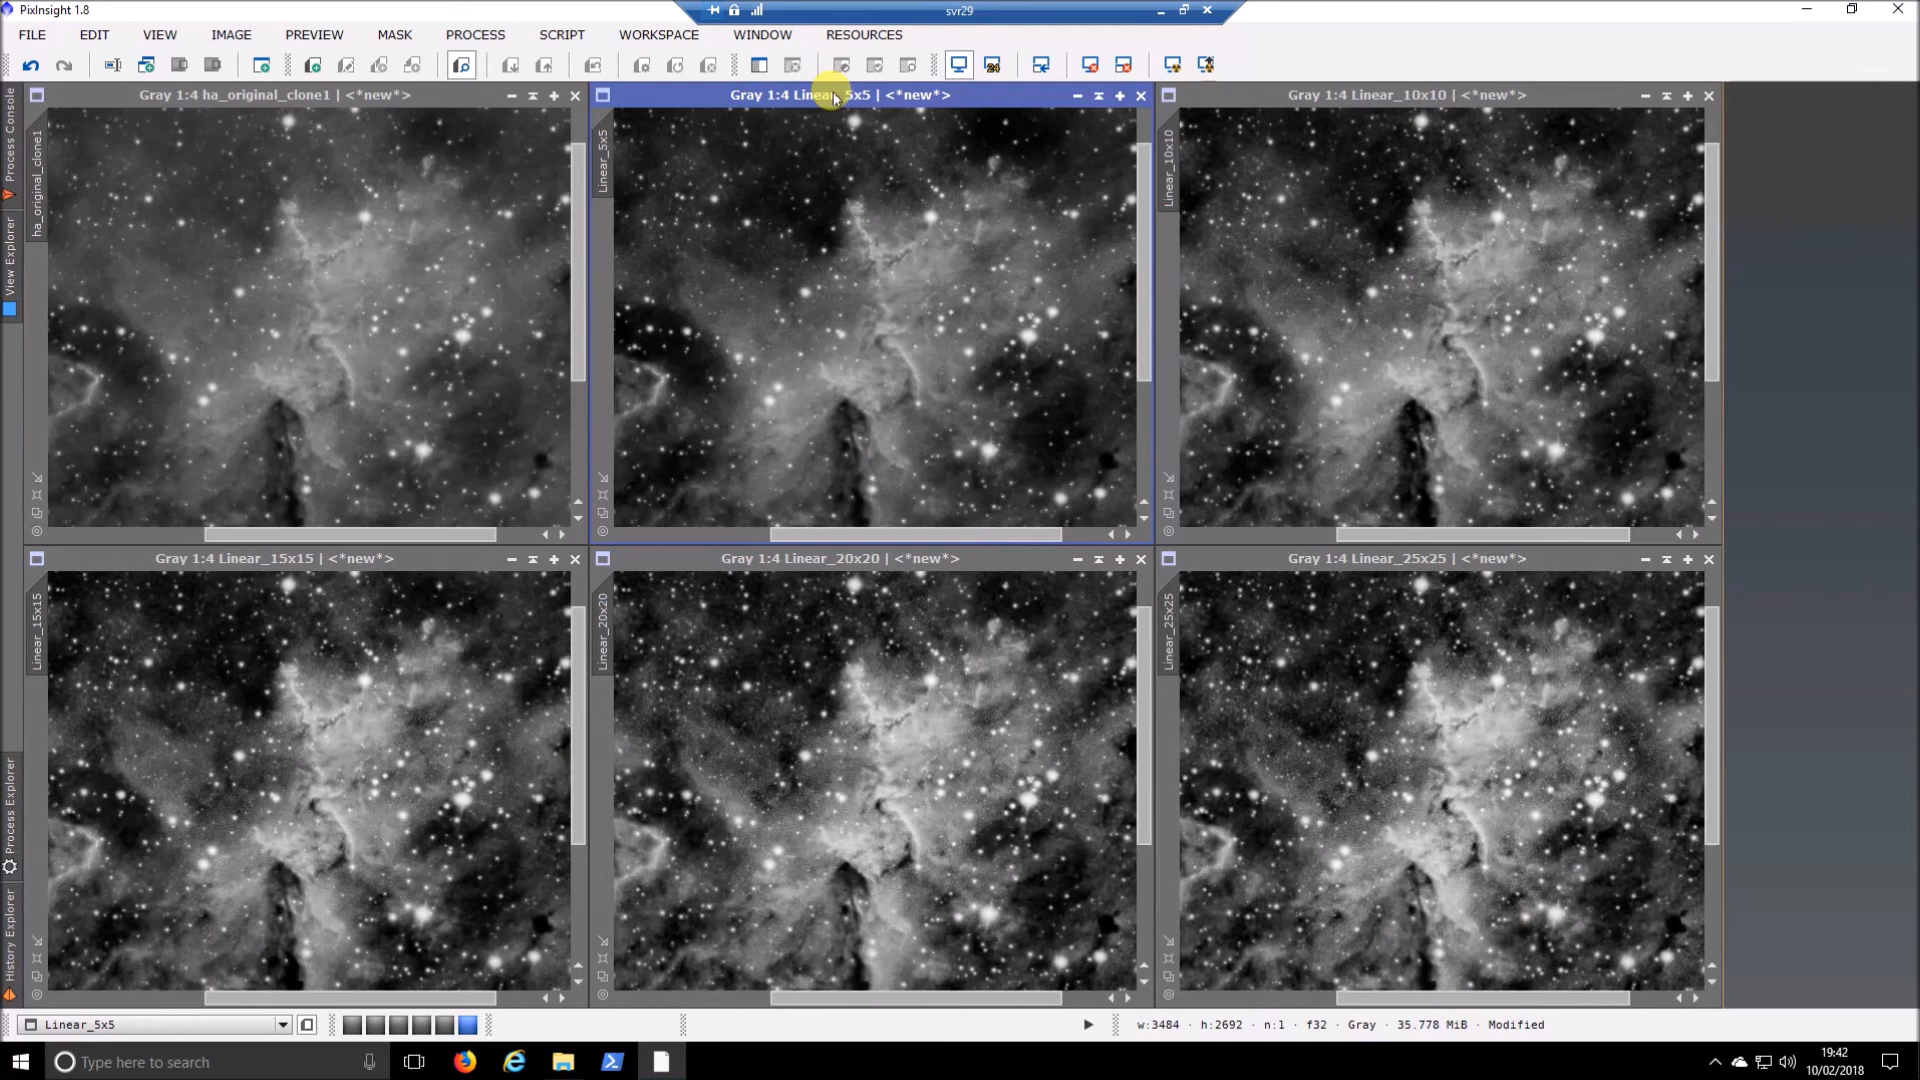 PixInsight 1.8
svr29
FILE EDIT VIEW IMAGE PREVIEW MASK PROCESS SCRIPT WORKSPACE WINDOW RESOURCES
24
Gray 1:4 ha_original_clone1 | <*new*>
Gray 1:4 Linear_5x5 | <*new*>
Gray 1:4 Linear_10x10 | <*new*>
Process Console
View Explorer
ha_original_clone1
Linear_5x5
Linear_10x10
Gray 1:4 Linear_15x15 | <*new*>
Gray 1:4 Linear_20x20 | <*new*>
Gray 1:4 Linear_25x25 | <*new*>
Linear_15x15
Linear_20x20
Linear_25x25
Process Explorer
History Explorer
Linear_5x5
w:3484 · h:2692 · n:1 · f32 · Gray · 35.778 MiB · Modified
Type here to search
19:42
10/02/2018